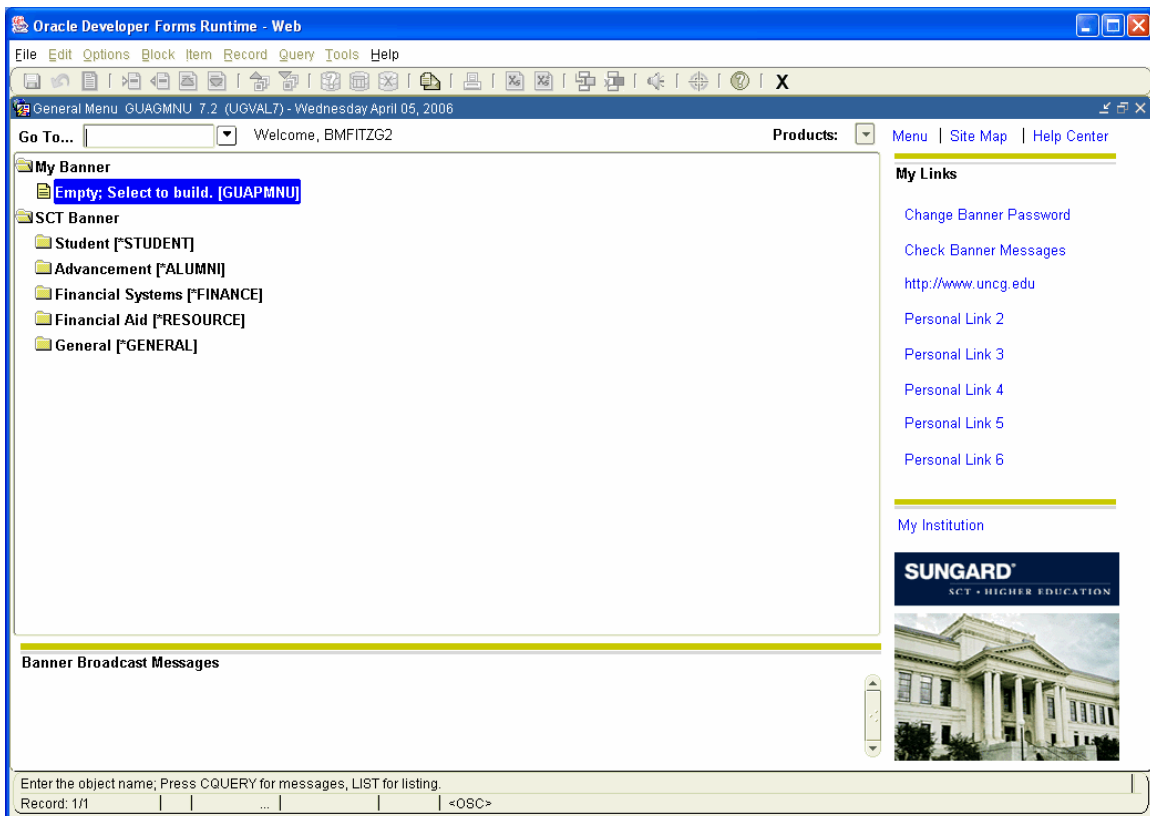 Oracle Developer Forms Runtime - Web
File Edit Options Block Item Record Query Tools Help
X
General Menu GUAGMNU 7.2 (UGVAL7) - Wednesday April 05, 2006
Go To... Welcome, BMFITZG2 Products: Menu | Site Map | Help Center
My Banner
Empty; Select to build. [GUAPMNU]
SCT Banner
Student [*STUDENT]
Advancement [*ALUMNI]
Financial Systems [*FINANCE]
Financial Aid [*RESOURCE]
General [*GENERAL]
My Links
Change Banner Password
Check Banner Messages
http://www.uncg.edu
Personal Link 2
Personal Link 3
Personal Link 4
Personal Link 5
Personal Link 6
My Institution
SUNGARD®
SCT • HIGHER EDUCATION
Banner Broadcast Messages
Enter the object name; Press CQUERY for messages, LIST for listing.
Record: 1/1 ... <OSC>